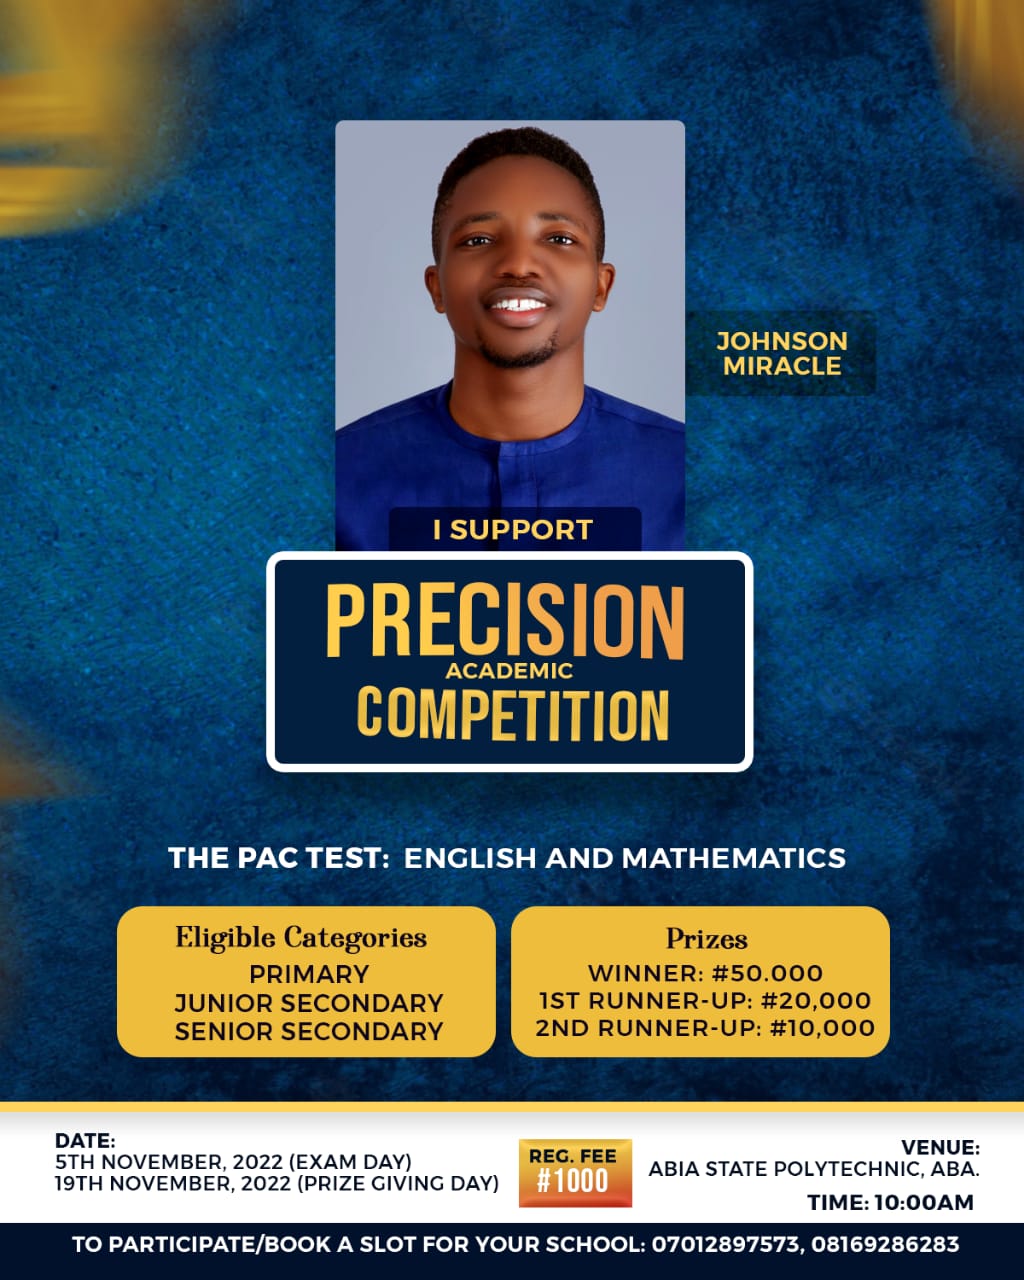 JOHNSON
MIRACLE
I SUPPORT
PRECISION
ACADEMIC
COMPETITION
THE PAC TEST: ENGLISH AND MATHEMATICS
Eligible Categories
PRIMARY
JUNIOR SECONDARY
SENIOR SECONDARY
Prizes
WINNER: #50.000
1ST RUNNER-UP: #20,000
2ND RUNNER-UP: #10,000
DATE:
5TH NOVEMBER, 2022 (EXAM DAY)
19TH NOVEMBER, 2022 (PRIZE GIVING DAY)
REG. FEE
#1000
VENUE:
ABIA STATE POLYTECHNIC, ABA.
TIME: 10:00AM
TO PARTICIPATE/BOOK A SLOT FOR YOUR SCHOOL: 07012897573, 08169286283